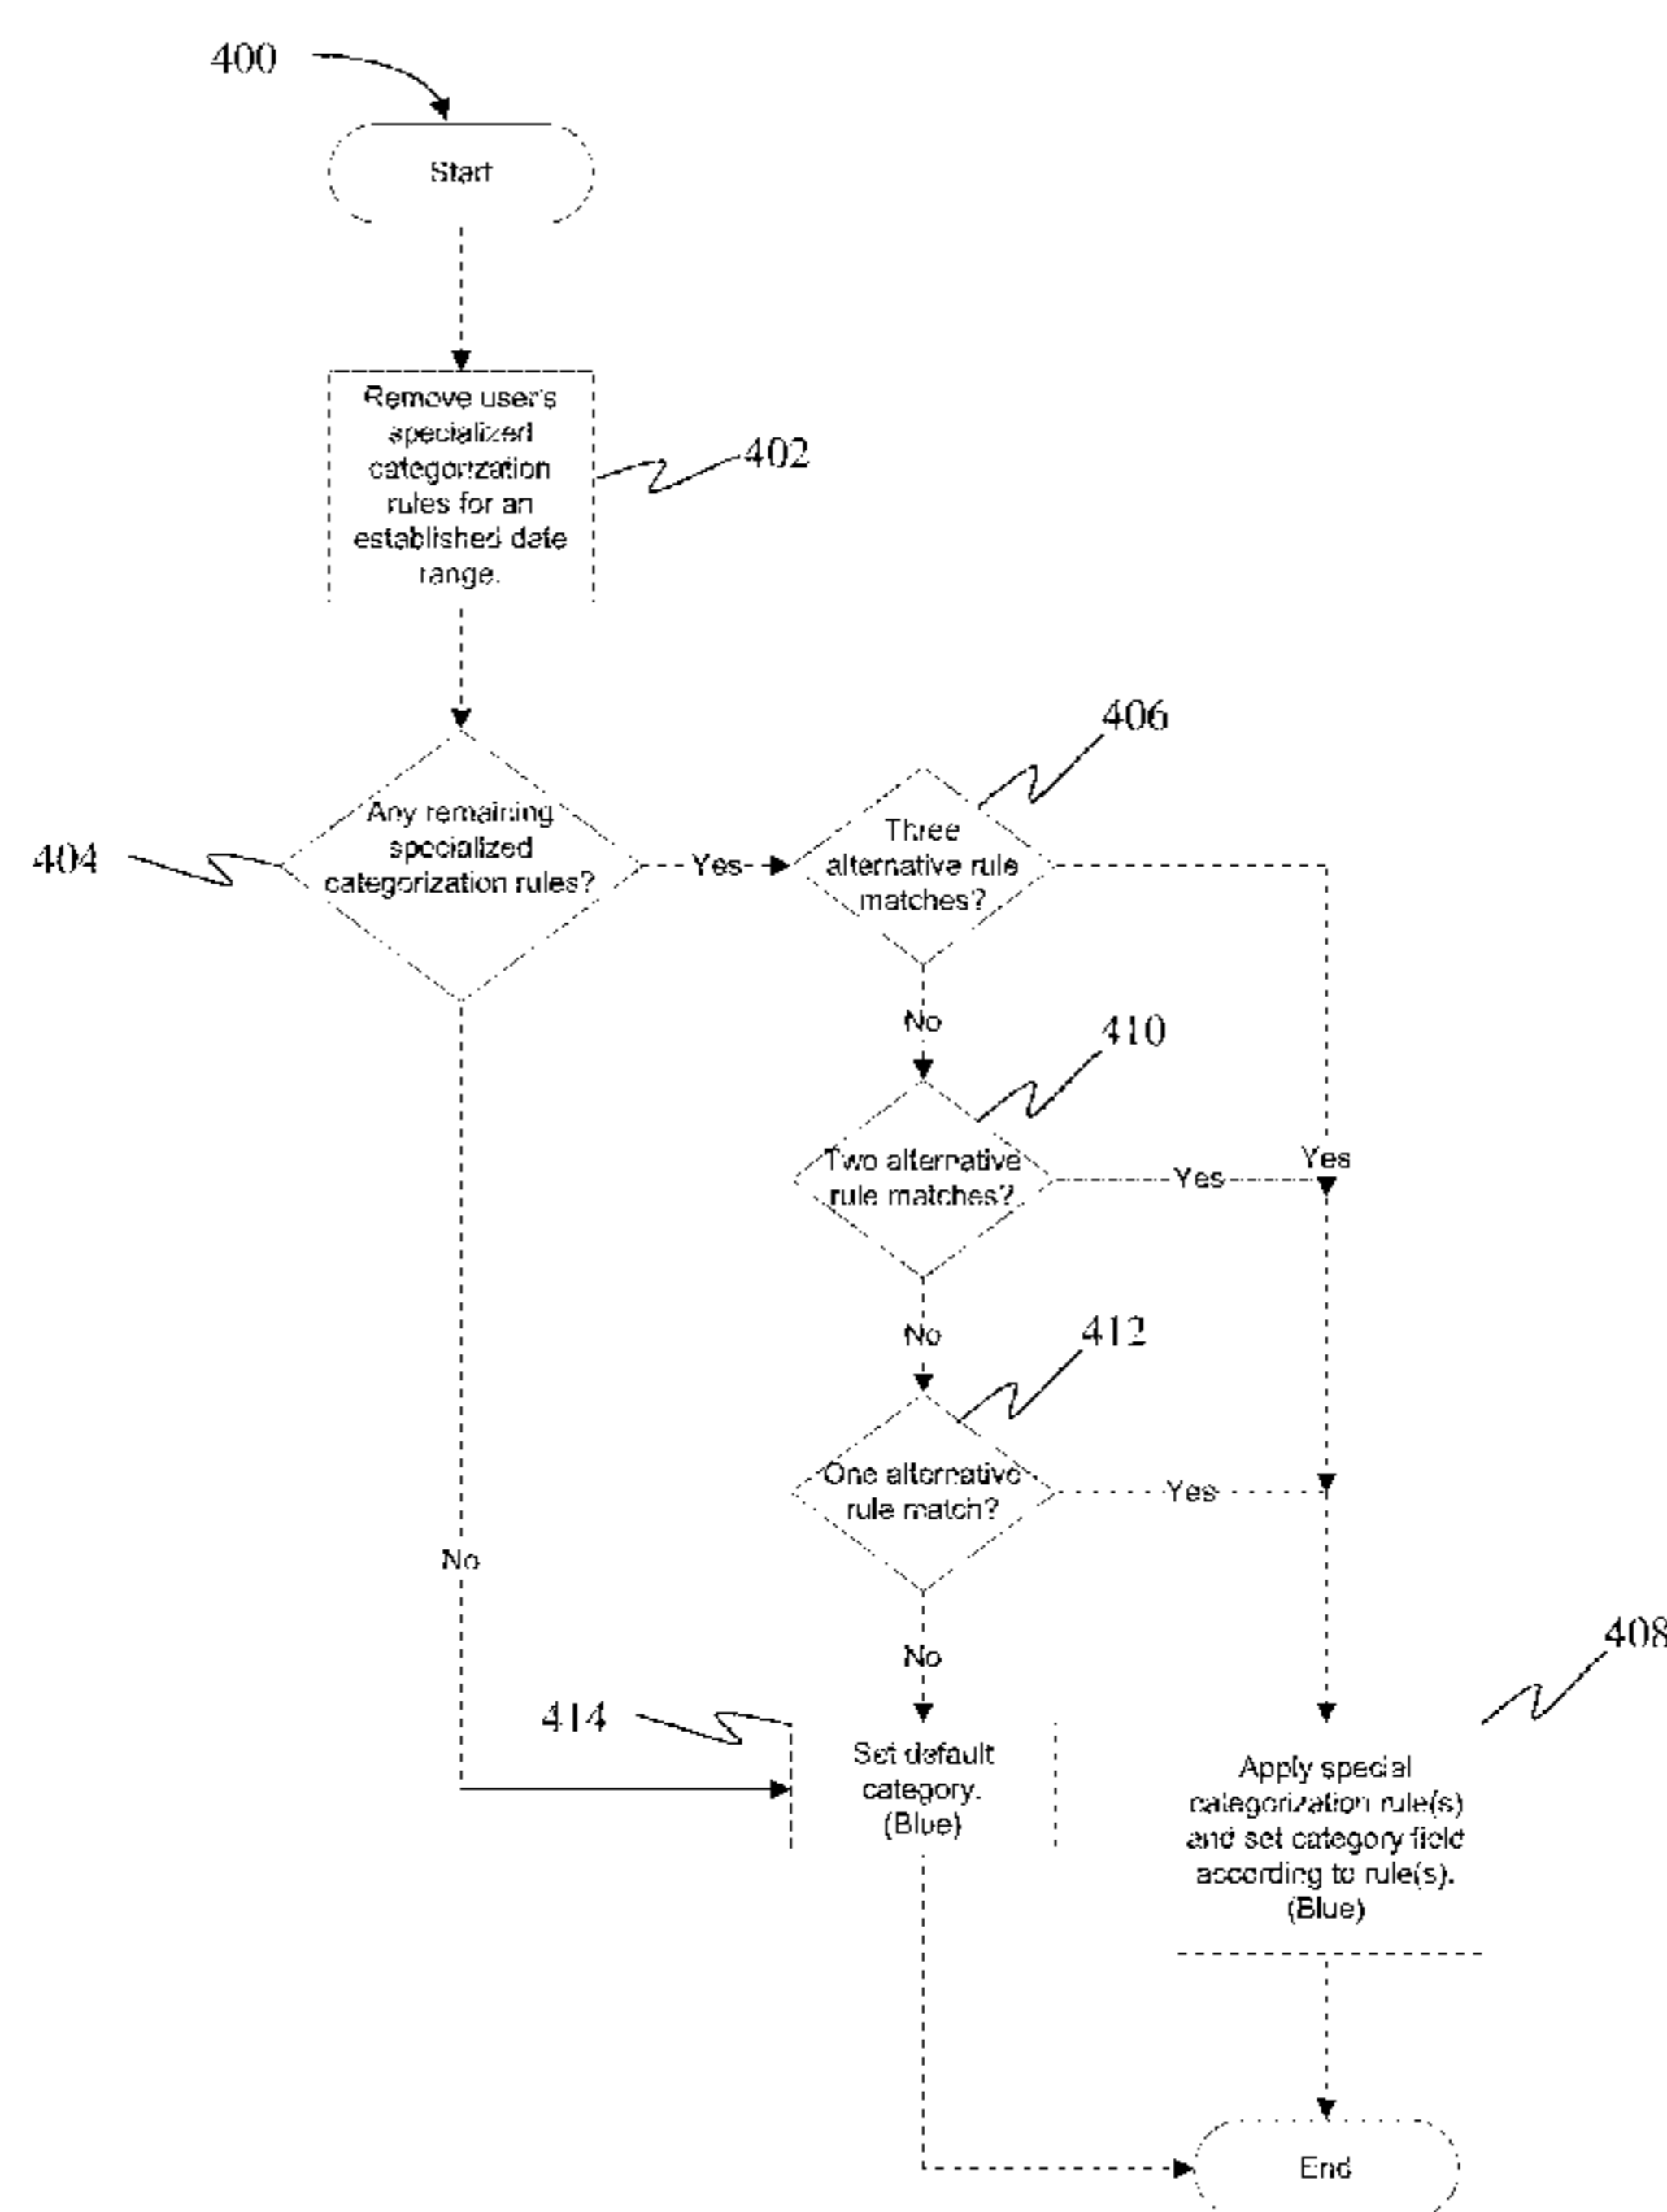 400
Start
Remove user's
specialized
categorization
rules for an
established date
range.
402
Any remaining
specialized
categorization rules?
404
Yes
No
406
Three
alternative rule
matches?
Yes
No
410
Two alternative
rule matches?
Yes
No
412
One alternative
rule match?
Yes
No
414
Set default
category.
(Blue)
408
Apply special
categorization rule(s)
and set category field
according to rule(s).
(Blue)
End